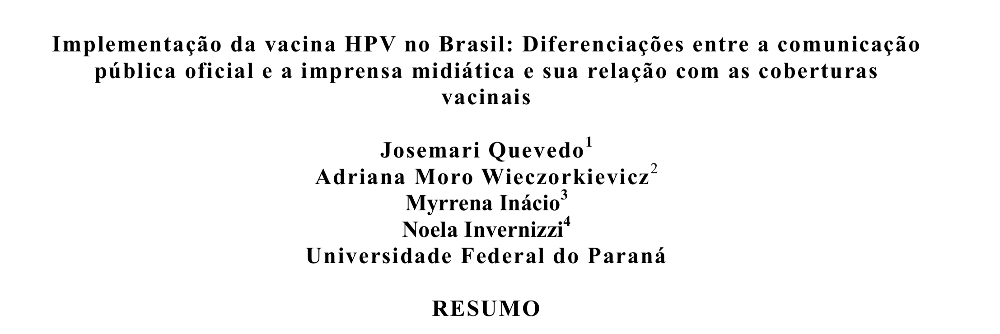 Implementação da vacina HPV no Brasil: Diferenciações entre a comunicação
pública oficial e a imprensa midiática e sua relação com as coberturas
vacinais
Josemari Quevedo¹
Adriana Moro Wieczorkievicz²
Myrrena Inácio³
Noela Invernizzi⁴
Universidade Federal do Paraná
RESUMO